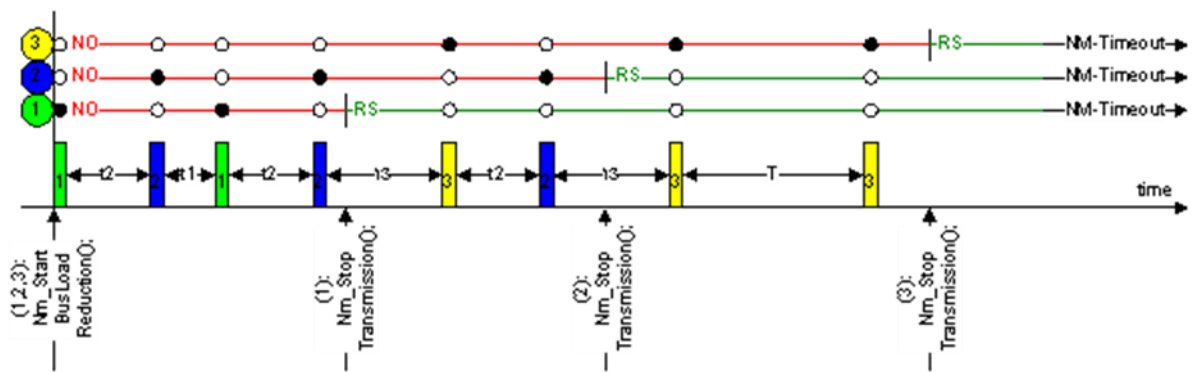 3 NO RS NM-Timeout
2 NO RS NM-Timeout
1 NO RS NM-Timeout
1 t2 2 t1 1 t2 2 t3 3 t2 2 t3 3 T 3
time
(1,2,3):
Nm_Start
BusLoad
Reduction();
(1):
Nm_Stop
Transmission();
(2):
Nm_Stop
Transmission();
(3):
Nm_Stop
Transmission();